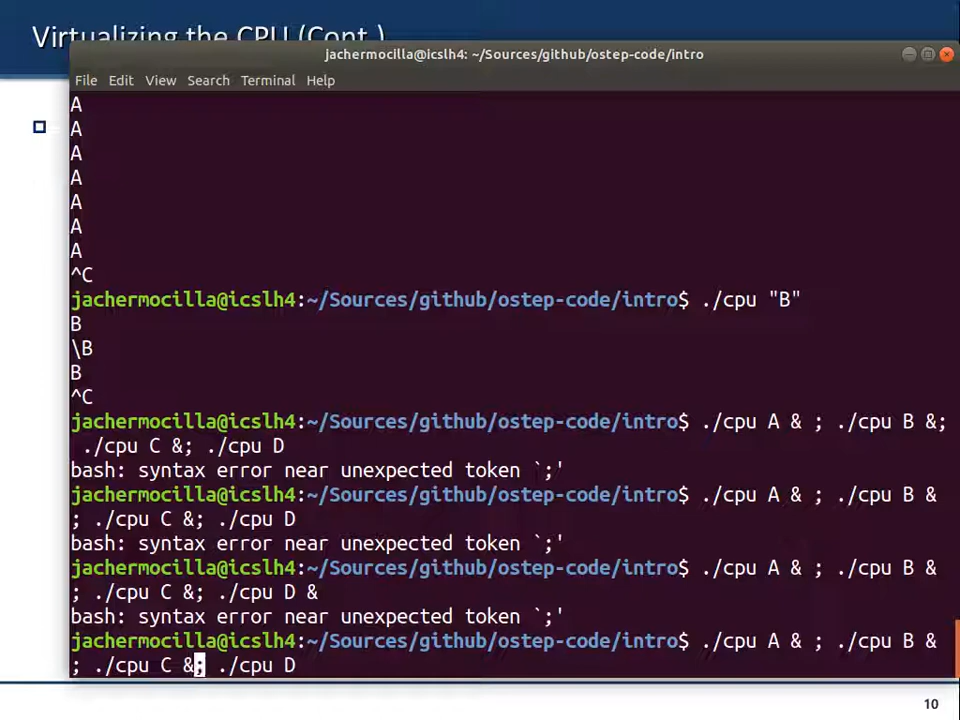 Virtualizing the CPU (Cont.)
jachermocilla@icslh4: ~/Sources/github/ostep-code/intro
File Edit View Search Terminal Help
A
A
A
A
A
A
A
^C
jachermocilla@icslh4:~/Sources/github/ostep-code/intro$ ./cpu "B"
B
\B
B
^C
jachermocilla@icslh4:~/Sources/github/ostep-code/intro$ ./cpu A & ; ./cpu B &;
./cpu C &; ./cpu D
bash: syntax error near unexpected token `;'
jachermocilla@icslh4:~/Sources/github/ostep-code/intro$ ./cpu A & ; ./cpu B &
; ./cpu C &; ./cpu D
bash: syntax error near unexpected token `;'
jachermocilla@icslh4:~/Sources/github/ostep-code/intro$ ./cpu A & ; ./cpu B &
; ./cpu C &; ./cpu D &
bash: syntax error near unexpected token `;'
jachermocilla@icslh4:~/Sources/github/ostep-code/intro$ ./cpu A & ; ./cpu B &
; ./cpu C &; ./cpu D
10